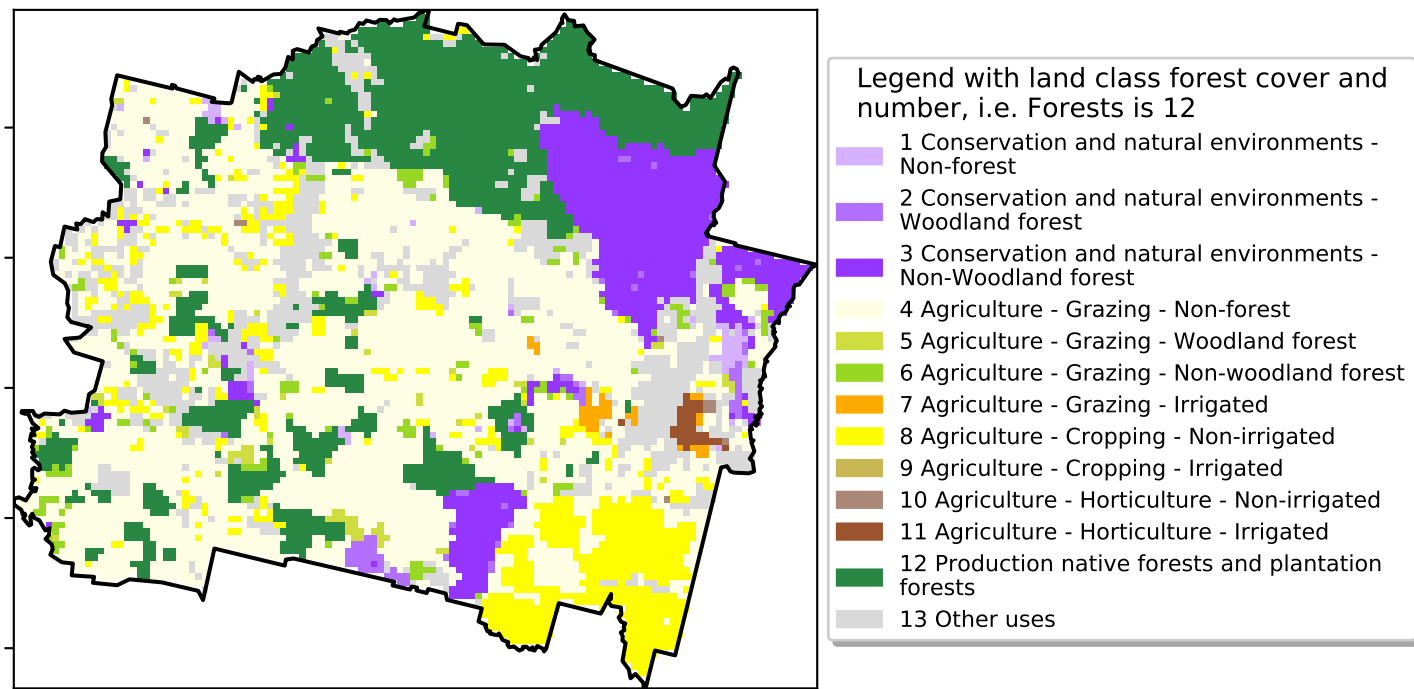 Legend with land class forest cover and
number, i.e. Forests is 12
1 Conservation and natural environments -
Non-forest
2 Conservation and natural environments -
Woodland forest
3 Conservation and natural environments -
Non-Woodland forest
4 Agriculture - Grazing - Non-forest
5 Agriculture - Grazing - Woodland forest
6 Agriculture - Grazing - Non-woodland forest
7 Agriculture - Grazing - Irrigated
8 Agriculture - Cropping - Non-irrigated
9 Agriculture - Cropping - Irrigated
10 Agriculture - Horticulture - Non-irrigated
11 Agriculture - Horticulture - Irrigated
12 Production native forests and plantation
forests
13 Other uses